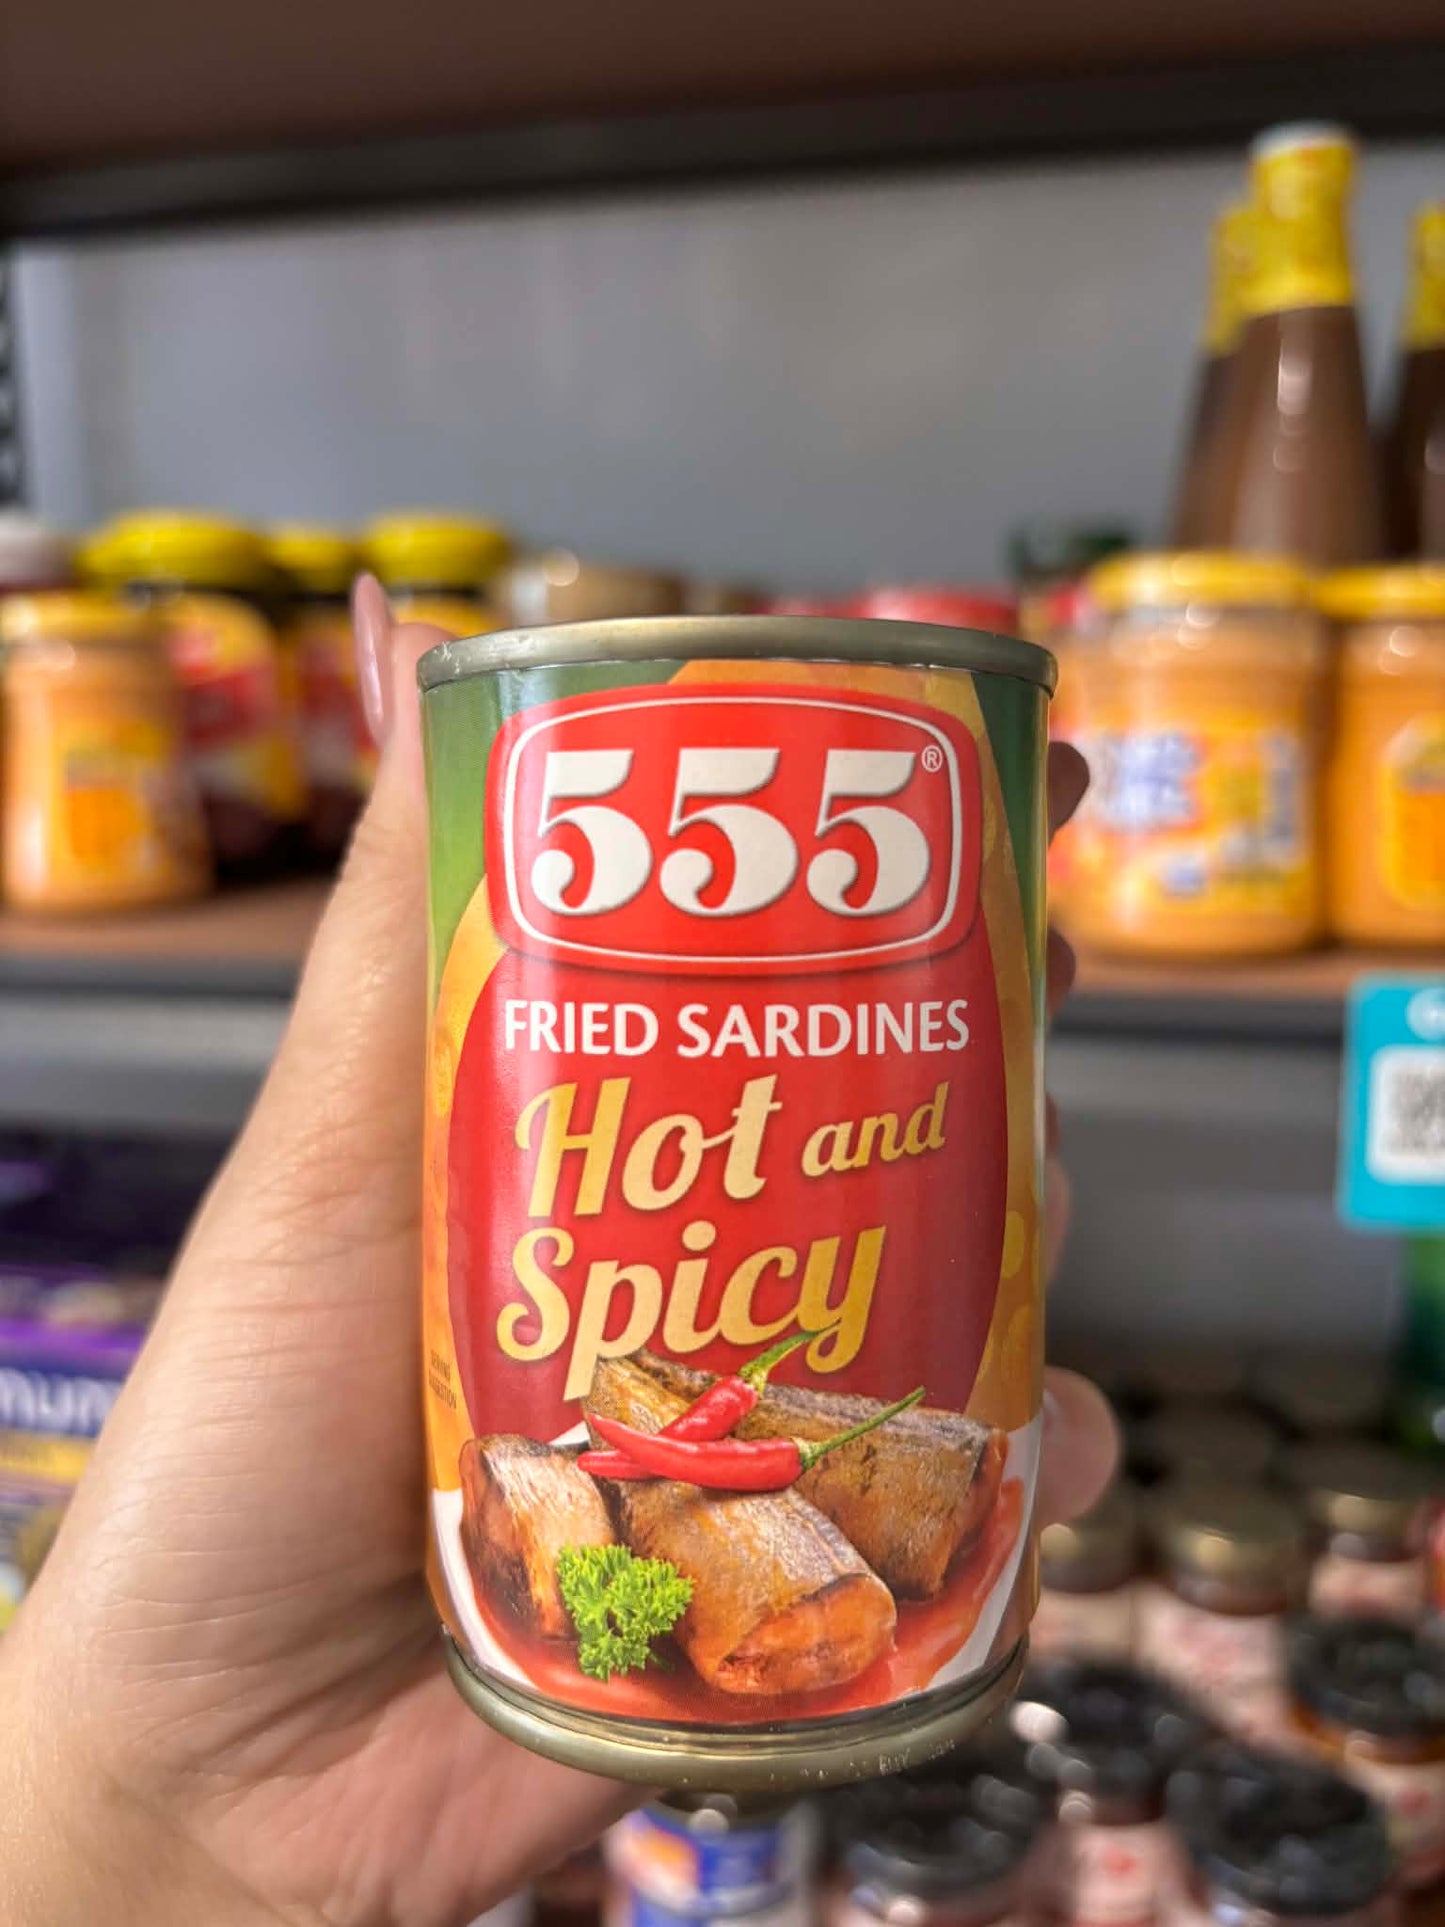 555®
FRIED SARDINES
Hot and
Spicy